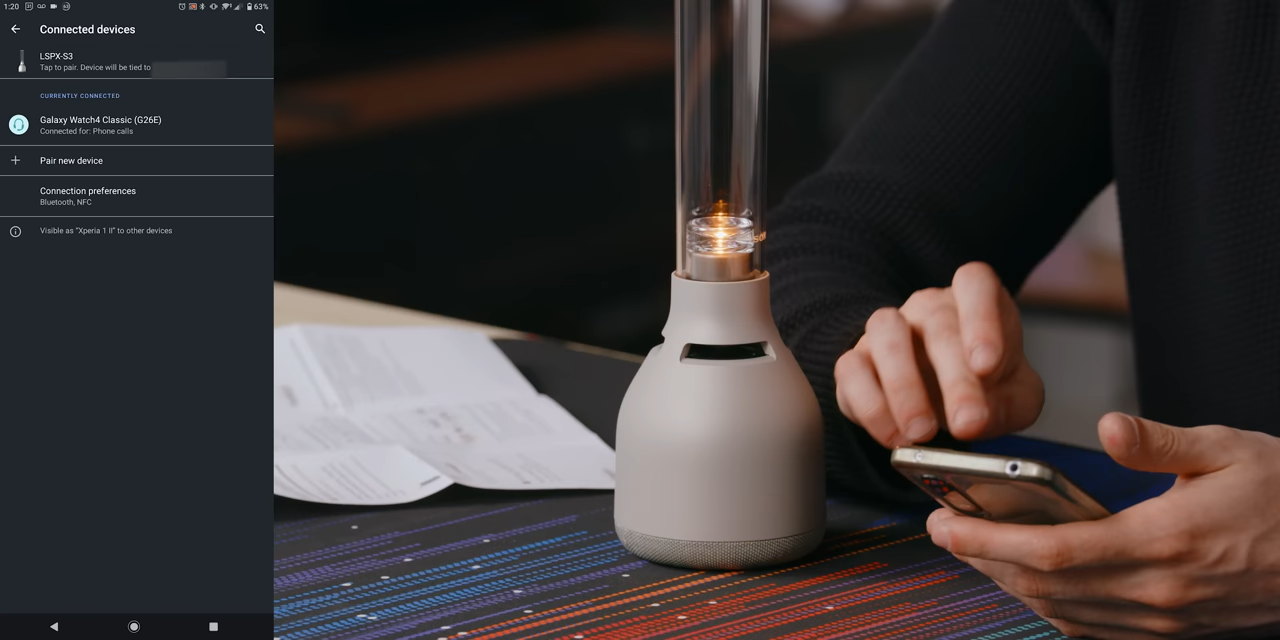 1:20
63%
Connected devices
LSPX-S3
Tap to pair. Device will be tied to
CURRENTLY CONNECTED
Galaxy Watch4 Classic (G26E)
Connected for: Phone calls
Pair new device
Connection preferences
Bluetooth, NFC
Visible as “Xperia 1 II” to other devices